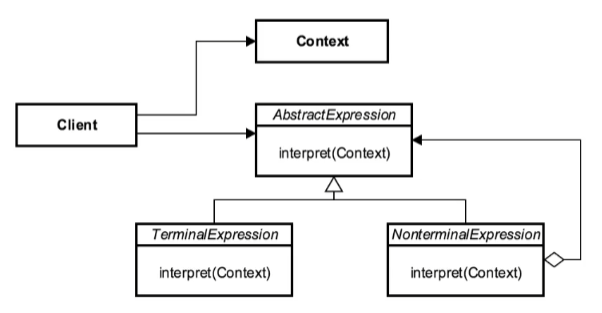 Context
Client
AbstractExpression
interpret(Context)
TerminalExpression
interpret(Context)
NonterminalExpression
interpret(Context)